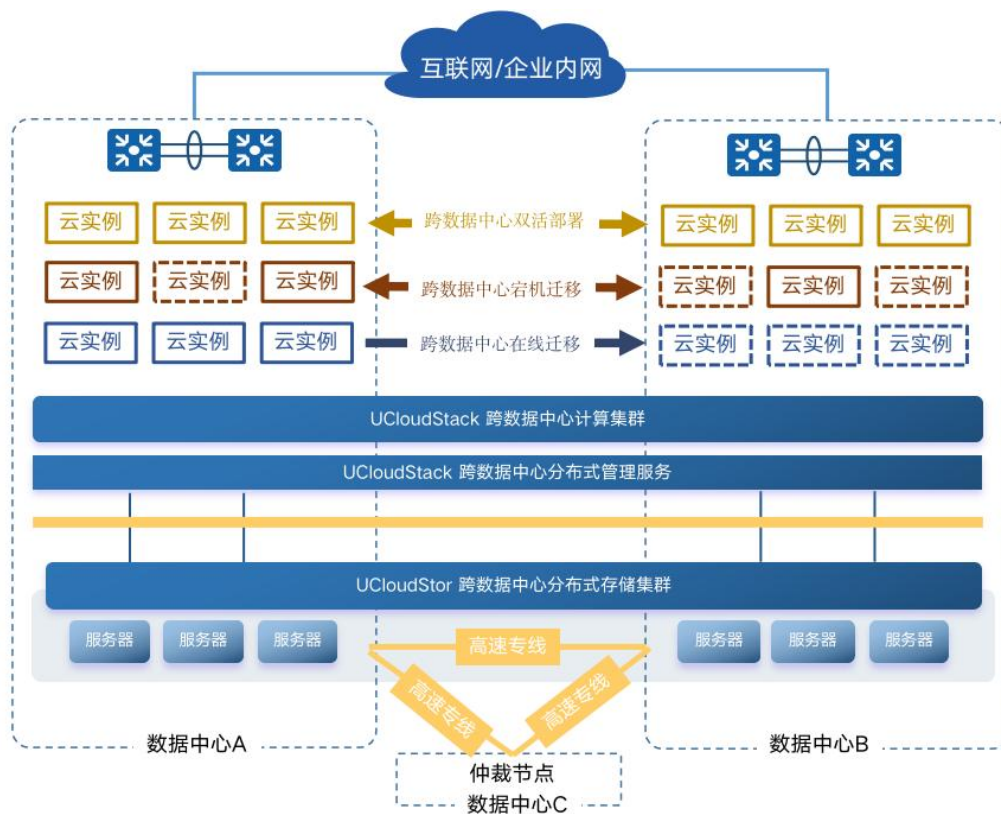 互联网/企业内网
云实例 云实例 云实例 跨数据中心双活部署 云实例 云实例 云实例
云实例 云实例 云实例 跨数据中心宕机迁移 云实例 云实例 云实例
云实例 云实例 云实例 跨数据中心在线迁移 云实例 云实例 云实例
UCloudStack 跨数据中心计算集群
UCloudStack 跨数据中心分布式管理服务
UCloudStor 跨数据中心分布式存储集群
服务器 服务器 服务器 高速专线 服务器 服务器 服务器
高速专线 高速专线
数据中心A
数据中心B
仲裁节点
数据中心C